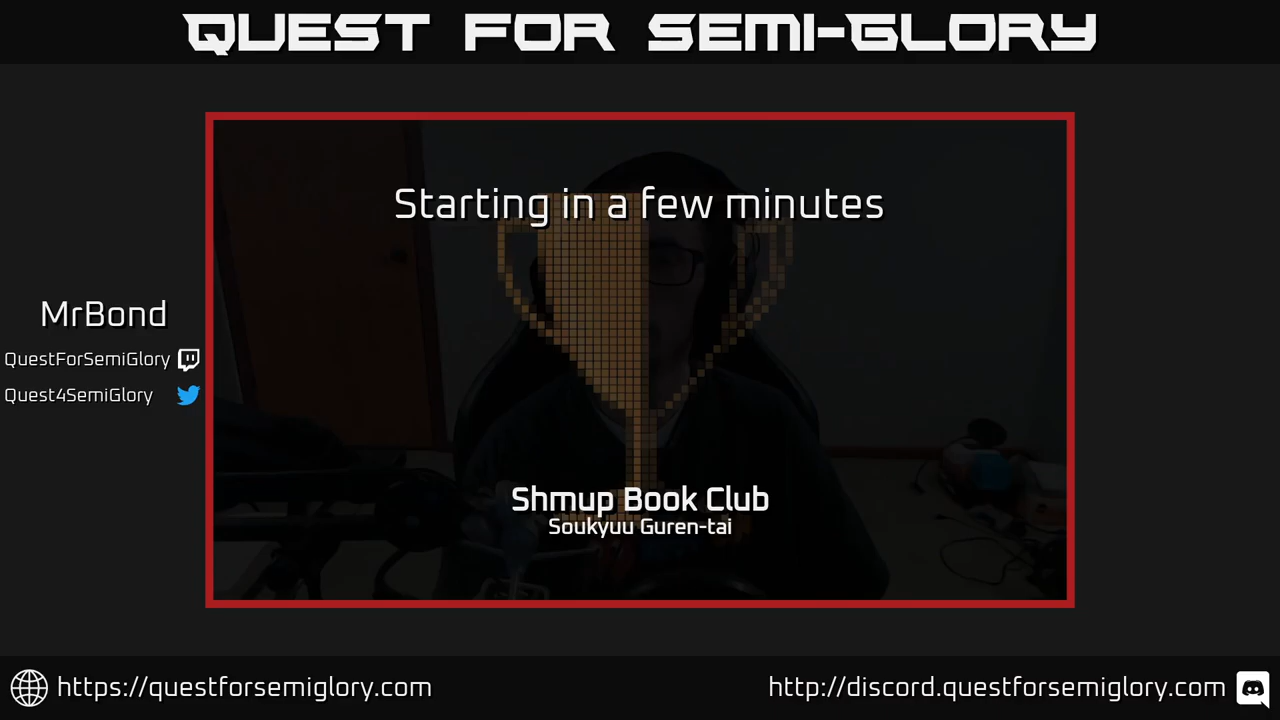 QUEST FOR SEMI-GLORY
Starting in a few minutes
MrBond
QuestForSemiGlory
Quest4SemiGlory
Shmup Book Club
Soukyuu Guren-tai
https://questforsemiglory.com
http://discord.questforsemiglory.com